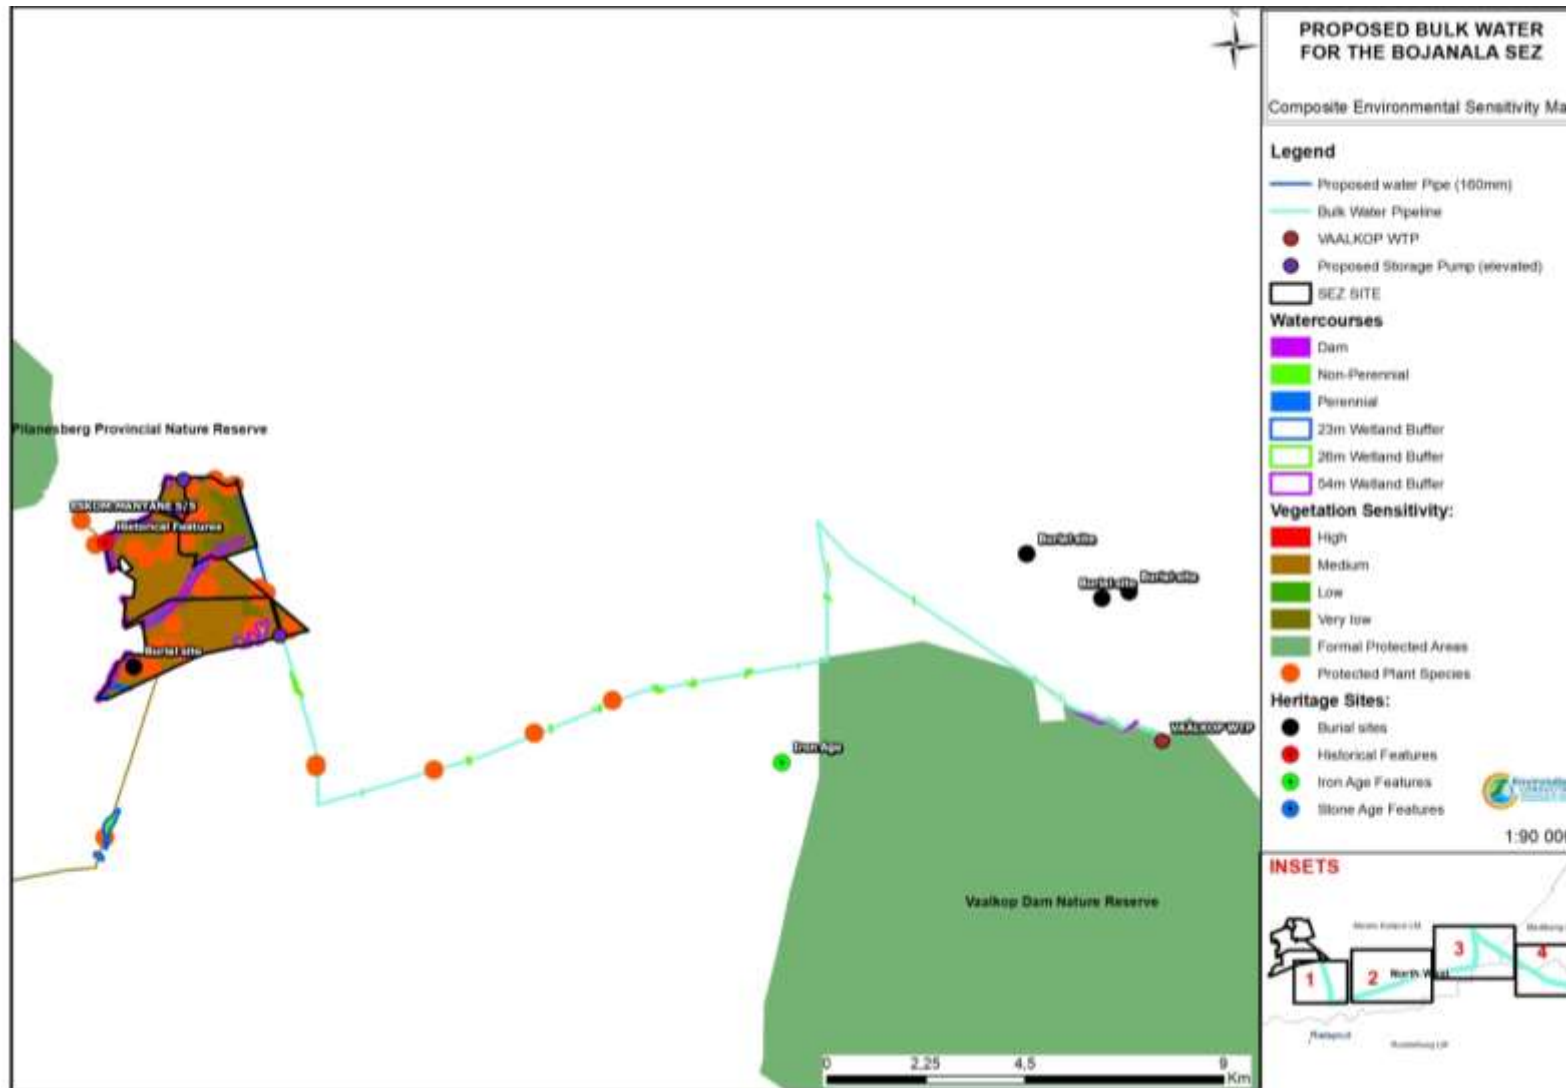 PROPOSED BULK WATER
FOR THE BOJANALA SEZ
Composite Environmental Sensitivity Ma
Legend
Proposed water Pipe (160mm)
Bulk Water Pipeline
VAALKOP WTP
Proposed Storage Pump (elevated)
SEZ SITE
Watercourses
Dam
Non-Perennial
Perennial
23m Wetland Buffer
26m Wetland Buffer
54m Wetland Buffer
Vegetation Sensitivity:
High
Medium
Low
Very low
Formal Protected Areas
Protected Plant Species
Heritage Sites:
Burial sites
Historical Features
Iron Age Features
Stone Age Features
1:90 000
INSETS
1
2
North West
3
4
Pilanesberg Provincial Nature Reserve
ESKOM MANYANE S/S
Historical Features
Burial site
Burial site
Burial site
Burial site
Iron Age
VAALKOP WTP
Vaalkop Dam Nature Reserve
0 2,25 4,5 9
Km